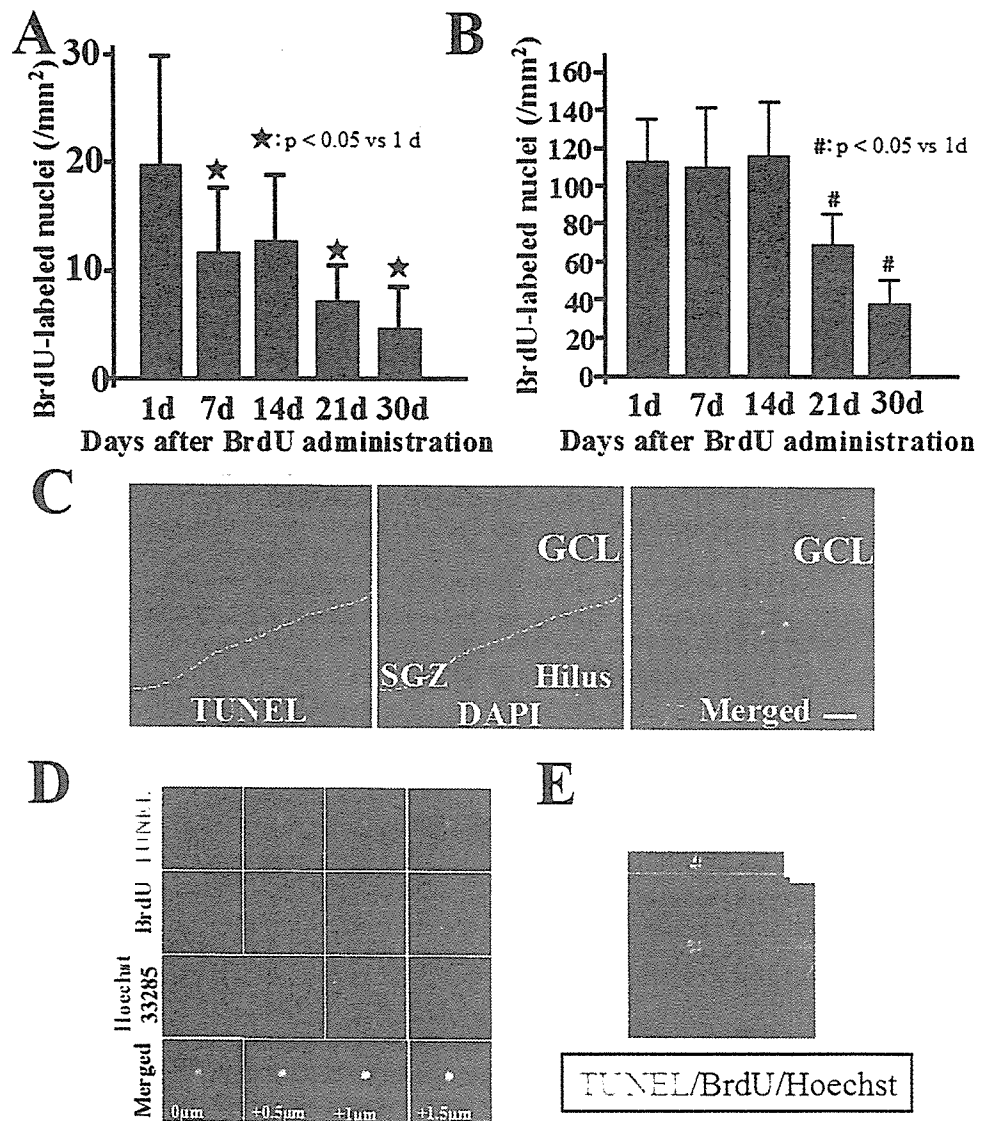 A
BrdU-labeled nuclei (/mm²)
30
20
10
0
★: p < 0.05 vs 1 d
★
★
★
1d 7d 14d 21d 30d
Days after BrdU administration
B
BrdU-labeled nuclei (/mm²)
160
140
120
100
80
60
40
20
0
#: p < 0.05 vs 1d
#
#
1d 7d 14d 21d 30d
Days after BrdU administration
C
TUNEL
GCL
SGZ Hilus
DAPI
GCL
Merged
D
TUNEL
BrdU
Hoechst
33285
Merged
0μm +0.5μm +1μm +1.5μm
E
TUNEL/BrdU/Hoechst